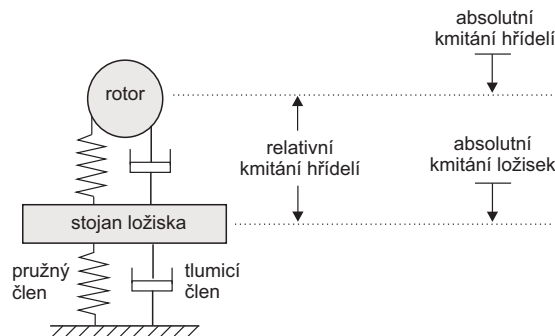 absolutní
kmitání hřídelí
rotor
relativní
kmitání hřídelí
absolutní
kmitání ložisek
stojan ložiska
pružný
člen
tlumicí
člen